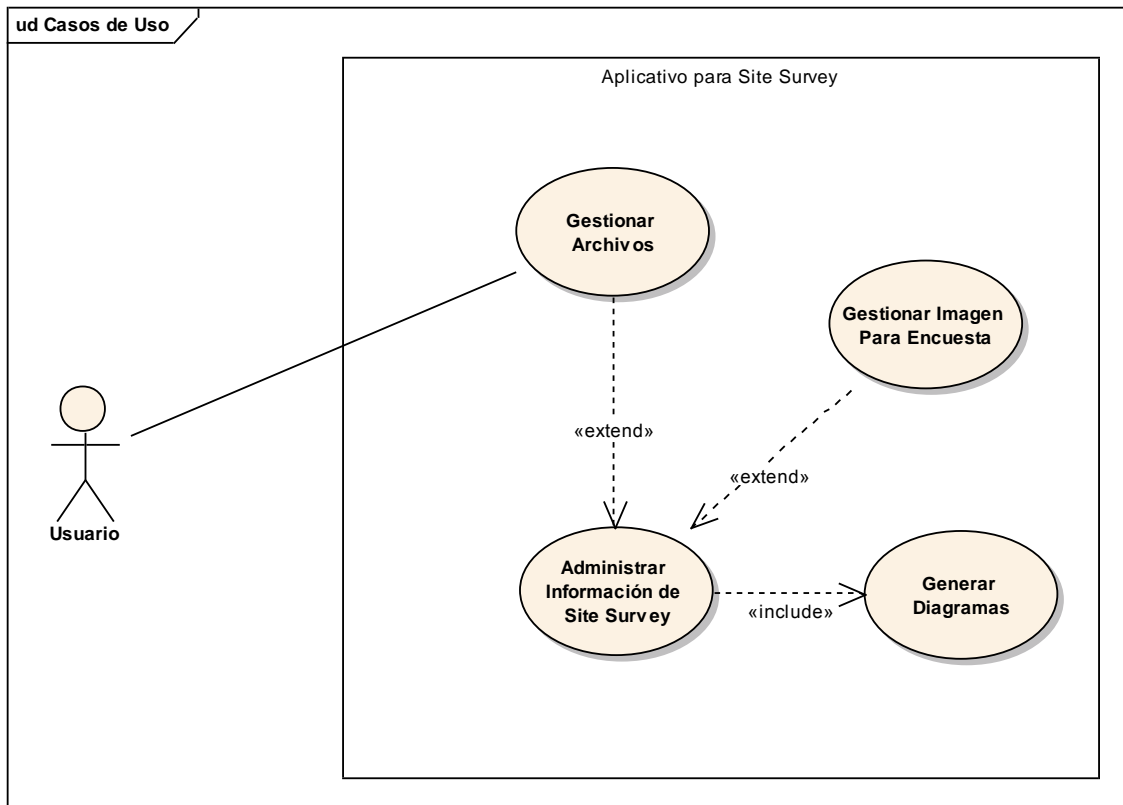 ud Casos de Uso
Aplicativo para Site Survey
Gestionar
Archivos
Gestionar Imagen
Para Encuesta
«extend»
«extend»
Usuario
Administrar
Información de
Site Survey
«include»
Generar
Diagramas